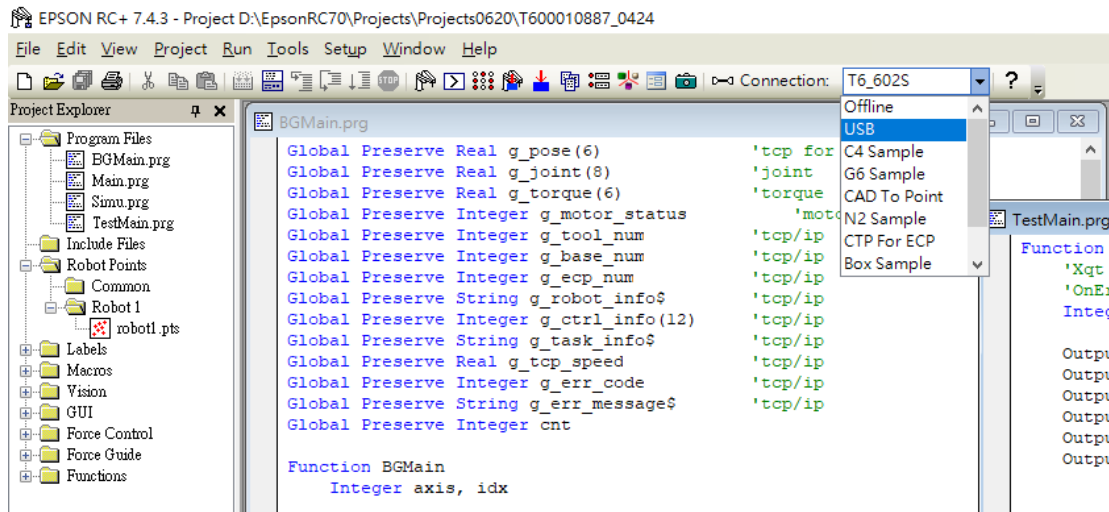 EPSON RC+ 7.4.3 - Project D:\EpsonRC70\Projects\Projects0620\T600010887_0424
File Edit View Project Run Tools Setup Window Help
Connection: T6_602S
Offline
USB
C4 Sample
G6 Sample
CAD To Point
N2 Sample
CTP For ECP
Box Sample
Project Explorer
Program Files
BGMain.prg
Main.prg
Simu.prg
TestMain.prg
Include Files
Robot Points
Common
Robot 1
robot1.pts
Labels
Macros
Vision
GUI
Force Control
Force Guide
Functions
BGMain.prg
Global Preserve Real g_pose(6) 'tcp for
Global Preserve Real g_joint(8) 'joint
Global Preserve Real g_torque(6) 'torque
Global Preserve Integer g_motor_status 'moto
Global Preserve Integer g_tool_num 'tcp/ip
Global Preserve Integer g_base_num 'tcp/ip
Global Preserve Integer g_ecp_num 'tcp/ip
Global Preserve String g_robot_info$ 'tcp/ip
Global Preserve Integer g_ctrl_info(12) 'tcp/ip
Global Preserve String g_task_info$ 'tcp/ip
Global Preserve Real g_tcp_speed 'tcp/ip
Global Preserve Integer g_err_code 'tcp/ip
Global Preserve String g_err_message$ 'tcp/ip
Global Preserve Integer cnt
Function BGMain
Integer axis, idx
TestMain.prg
Function
'Xqt
'OnEr
Integ
Outpu
Outpu
Outpu
Outpu
Outpu
Outpu